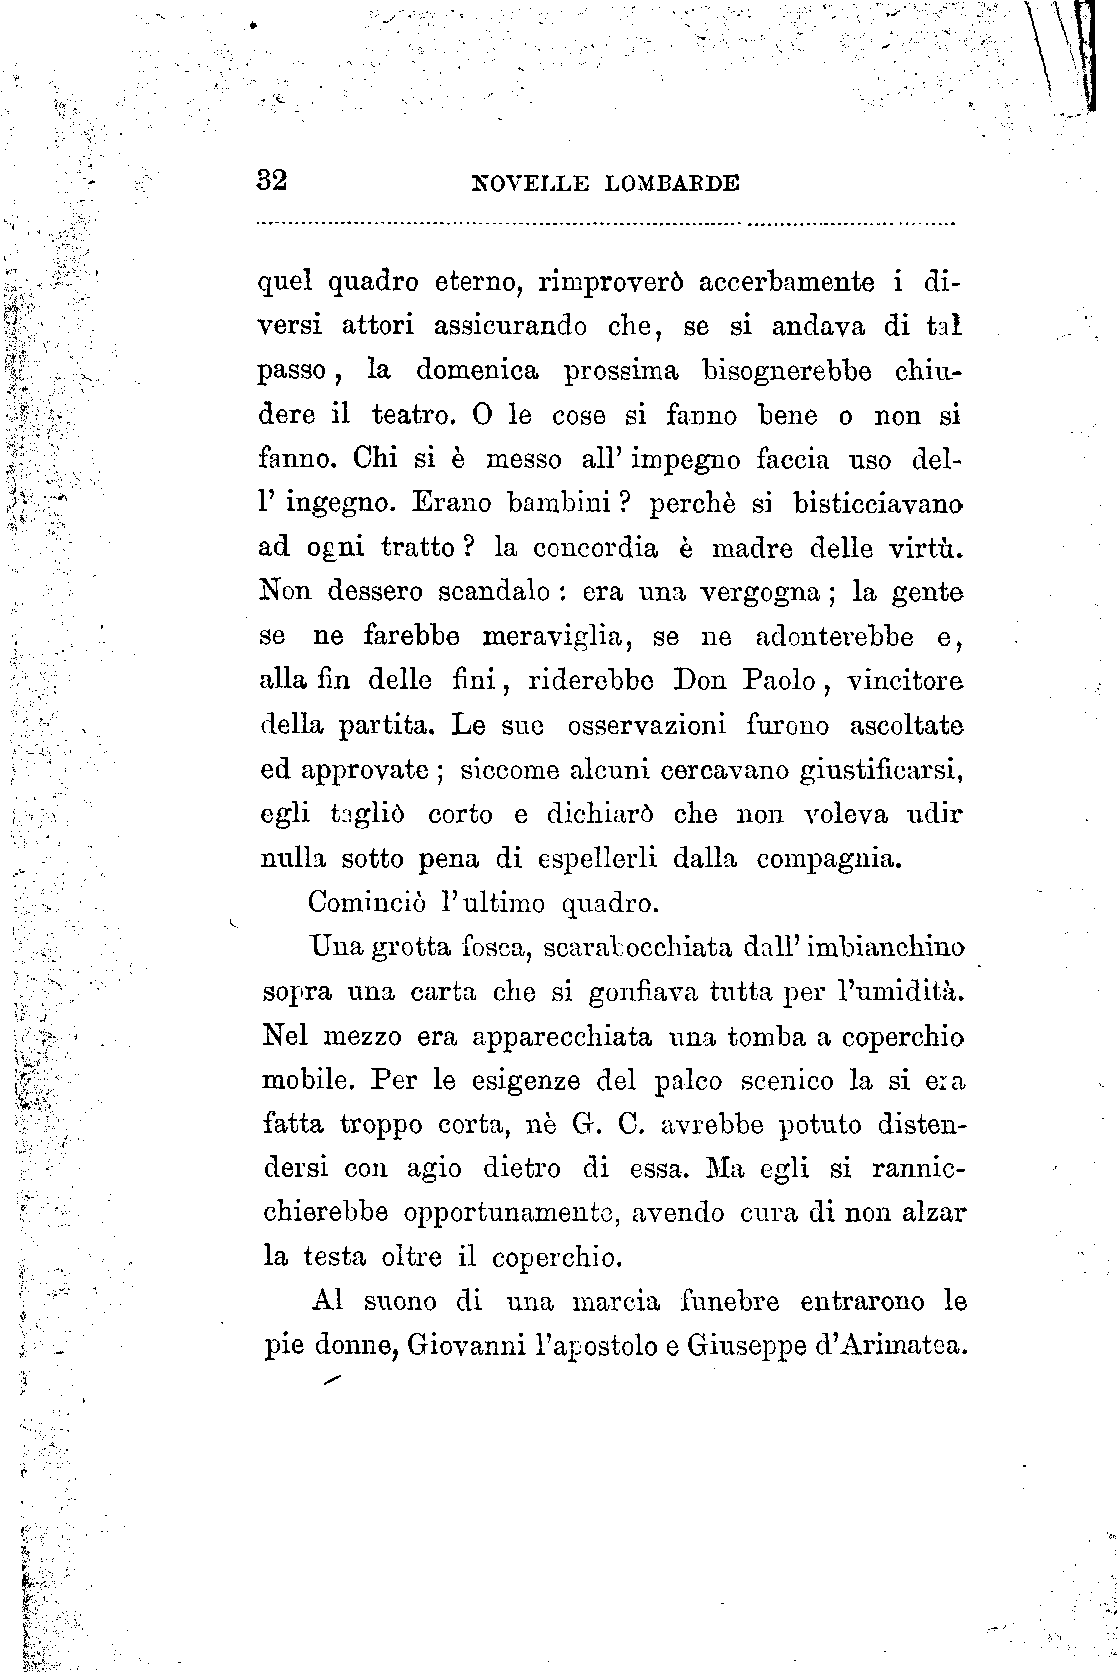 32 NOVELLE LOMBARDE
quel quadro eterno, rimproverò accerbamente i di-
versi attori assicurando che, se si andava di tal
passo, la domenica prossima bisognerebbe chiu-
dere il teatro. O le cose si fanno bene o non si
fanno. Chi si è messo all' impegno faccia uso del-
l' ingegno. Erano bambini? perchè si bisticciavano
ad ogni tratto? la concordia è madre delle virtù.
Non dessero scandalo: era una vergogna; la gente
se ne farebbe meraviglia, se ne adonterebbe e,
alla fin delle fini, riderebbe Don Paolo, vincitore
della partita. Le sue osservazioni furono ascoltate
ed approvate; siccome alcuni cercavano giustificarsi,
egli tagliò corto e dichiarò che non voleva udir
nulla sotto pena di espellerli dalla compagnia.
Cominciò l'ultimo quadro.
Una grotta fosca, scarabocchiata dall' imbianchino
sopra una carta che si gonfiava tutta per l'umidità.
Nel mezzo era apparecchiata una tomba a coperchio
mobile. Per le esigenze del palco scenico la si era
fatta troppo corta, nè G. C. avrebbe potuto disten-
dersi con agio dietro di essa. Ma egli si rannic-
chierebbe opportunamente, avendo cura di non alzar
la testa oltre il coperchio.
Al suono di una marcia funebre entrarono le
pie donne, Giovanni l'apostolo e Giuseppe d'Arimatea.